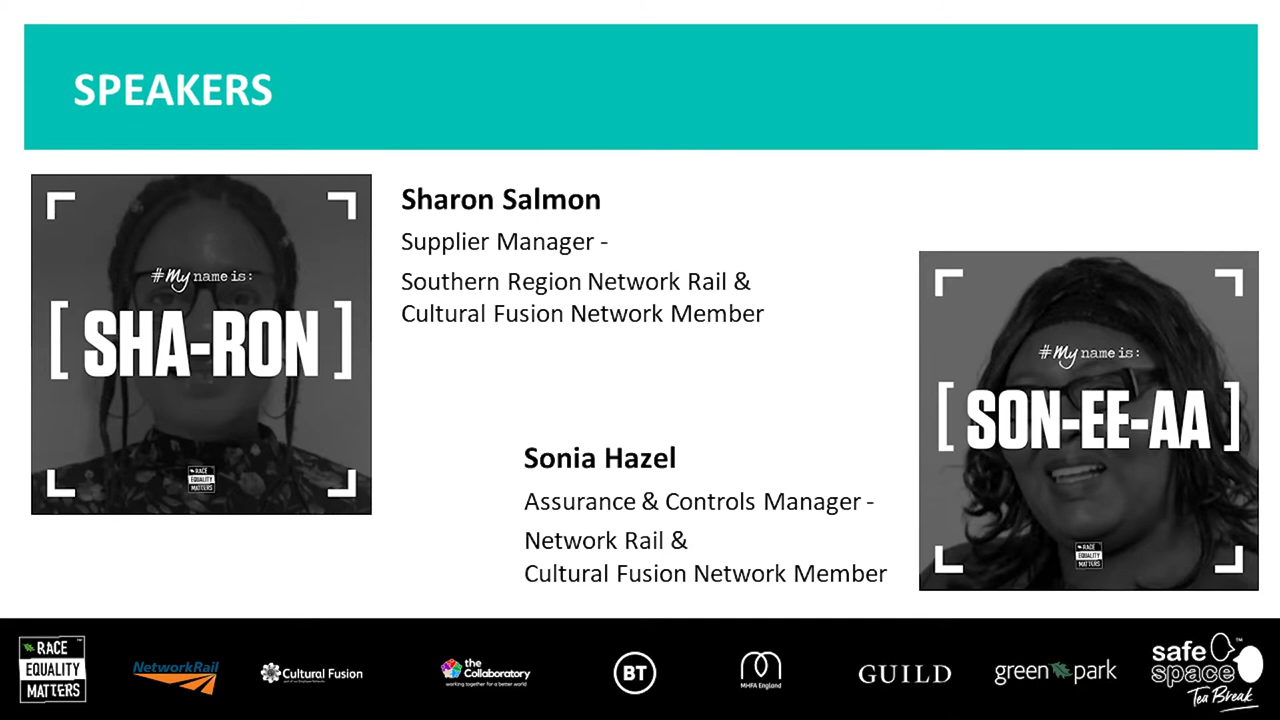 SPEAKERS
#My name is:
[ SHA-RON ]
RACE
EQUALITY
MATTERS
Sharon Salmon
Supplier Manager -
Southern Region Network Rail &
Cultural Fusion Network Member
Sonia Hazel
Assurance & Controls Manager -
Network Rail &
Cultural Fusion Network Member
#My name is:
[ SON-EE-AA ]
RACE
EQUALITY
MATTERS
RACE
EQUALITY
MATTERS
NetworkRail
Cultural Fusion
the
Collaboratory
working together for a better world
BT
MHFA England
GUILD
green park
safe
space
Tea Break